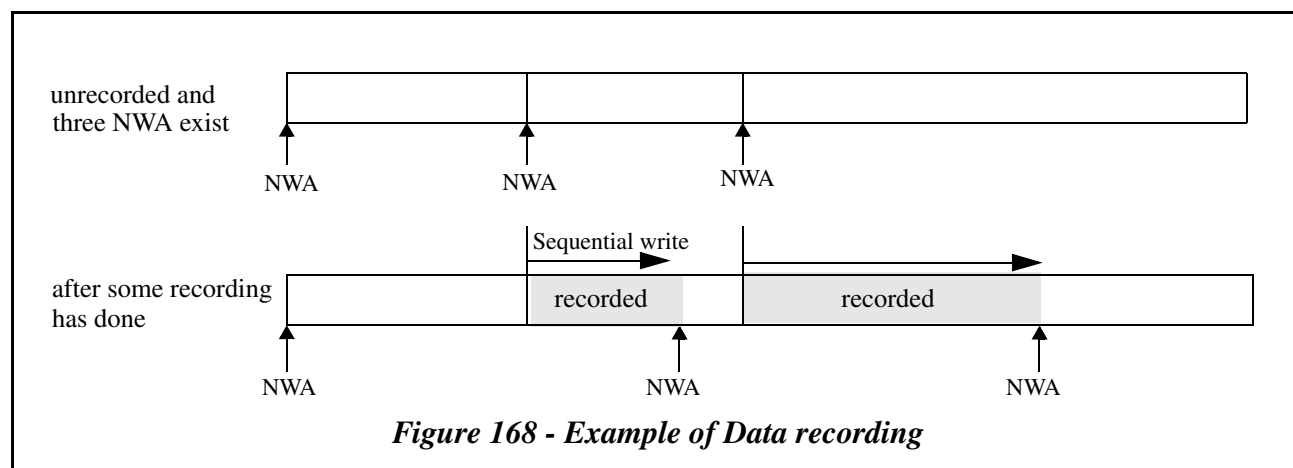 unrecorded and
three NWA exist
NWA
NWA
NWA
Sequential write
after some recording
has done
recorded
recorded
NWA
NWA
NWA
Figure 168 - Example of Data recording